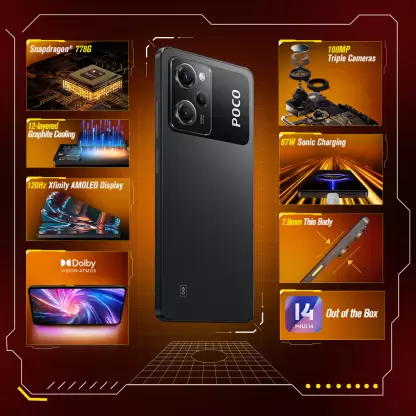 Snapdragon® 778G
12-layered
Graphite Cooling
120Hz Xfinity AMOLED Display
Dolby
VISION·ATMOS
POCO
5G
108MP
Triple Cameras
67W Sonic Charging
7.9mm Thin Body
14
MIUI 14
Out of the Box